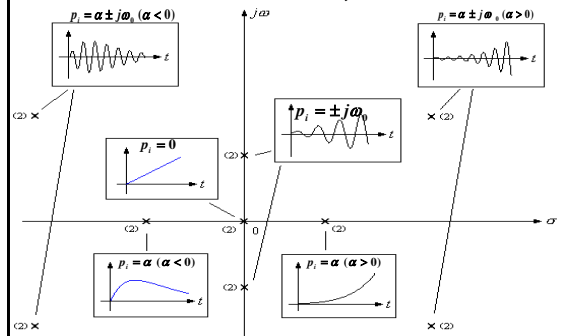 p_i = α ± jω_0 (α < 0)
jω
p_i = α ± jω_0 (α > 0)
t
t
(2)
p_i = ± jω_0
t
(2)
p_i = 0
t
(2)
(2)
(2)
0
(2)
σ
p_i = α (α < 0)
t
p_i = α (α > 0)
t
(2)
(2)
(2)